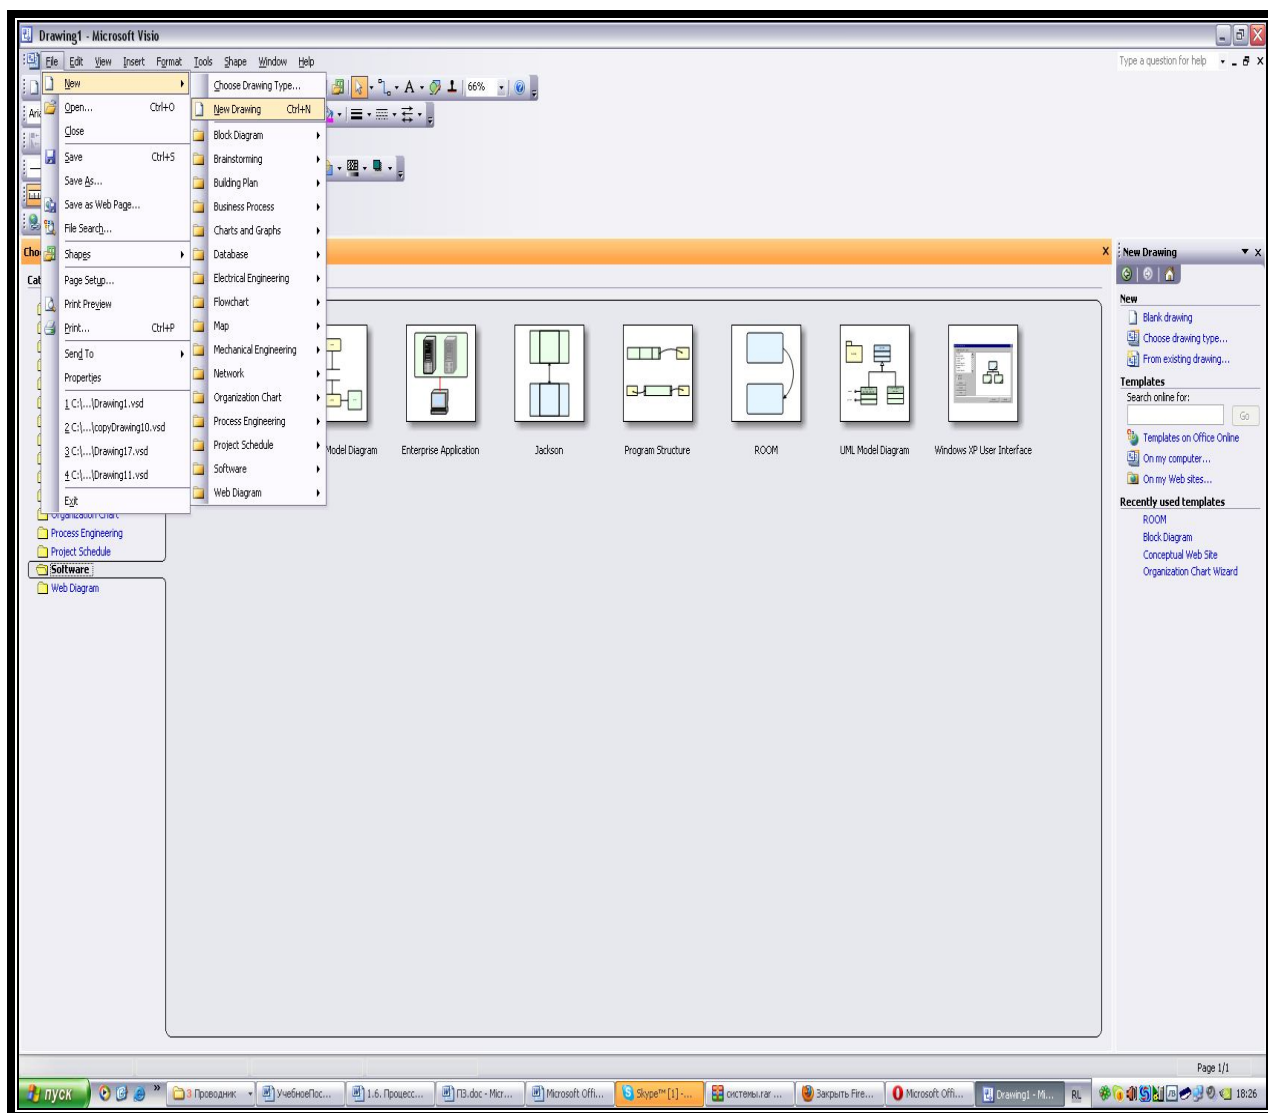 Drawing1 - Microsoft Visio
File Edit View Insert Format Tools Shape Window Help
Type a question for help
New
Open... Ctrl+O
Close
Save Ctrl+S
Save As...
Save as Web Page...
File Search...
Shapes
Page Setup...
Print Preview
Print... Ctrl+P
Send To
Properties
1 C:\...\Drawing1.vsd
2 C:\...\copyDrawing10.vsd
3 C:\...\Drawing17.vsd
4 C:\...\Drawing11.vsd
Exit
Choose Drawing Type...
New Drawing Ctrl+N
Block Diagram
Brainstorming
Building Plan
Business Process
Charts and Graphs
Database
Electrical Engineering
Flowchart
Map
Mechanical Engineering
Network
Organization Chart
Process Engineering
Project Schedule
Software
Web Diagram
66%
Ari
Cho
Cat
Model Diagram
Enterprise Application
Jackson
Program Structure
ROOM
UML Model Diagram
Windows XP User Interface
Organization Chart
Process Engineering
Project Schedule
Software
Web Diagram
New Drawing
New
Blank drawing
Choose drawing type...
From existing drawing...
Templates
Search online for:
Go
Templates on Office Online
On my computer...
On my Web sites...
Recently used templates
ROOM
Block Diagram
Conceptual Web Site
Organization Chart Wizard
Page 1/1
пуск
3 Проводник
УчебноеПос...
1.6. Процесс...
ПЗ.doc - Micr...
Microsoft Offi...
Skype™ [1] -...
системы.rar ...
Закрыть Fire...
Microsoft Offi...
Drawing1 - Mi...
RL
18:26